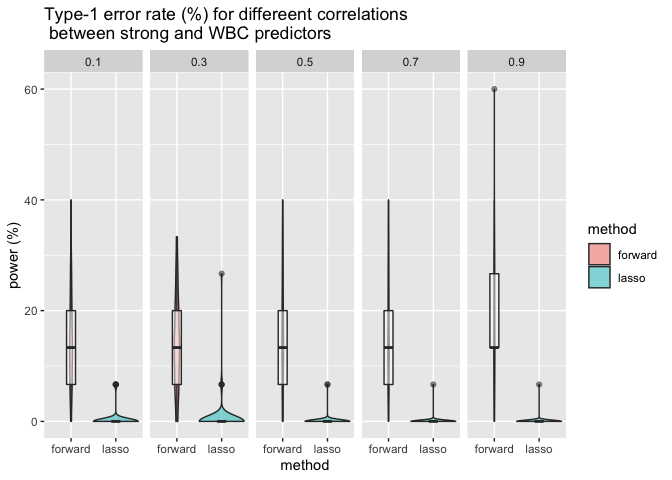 Type-1 error rate (%) for differeent correlations
between strong and WBC predictors
0.1 0.3 0.5 0.7 0.9
60
40
20
0
power (%)
forward lasso forward lasso forward lasso forward lasso forward lasso
method
method
forward
lasso